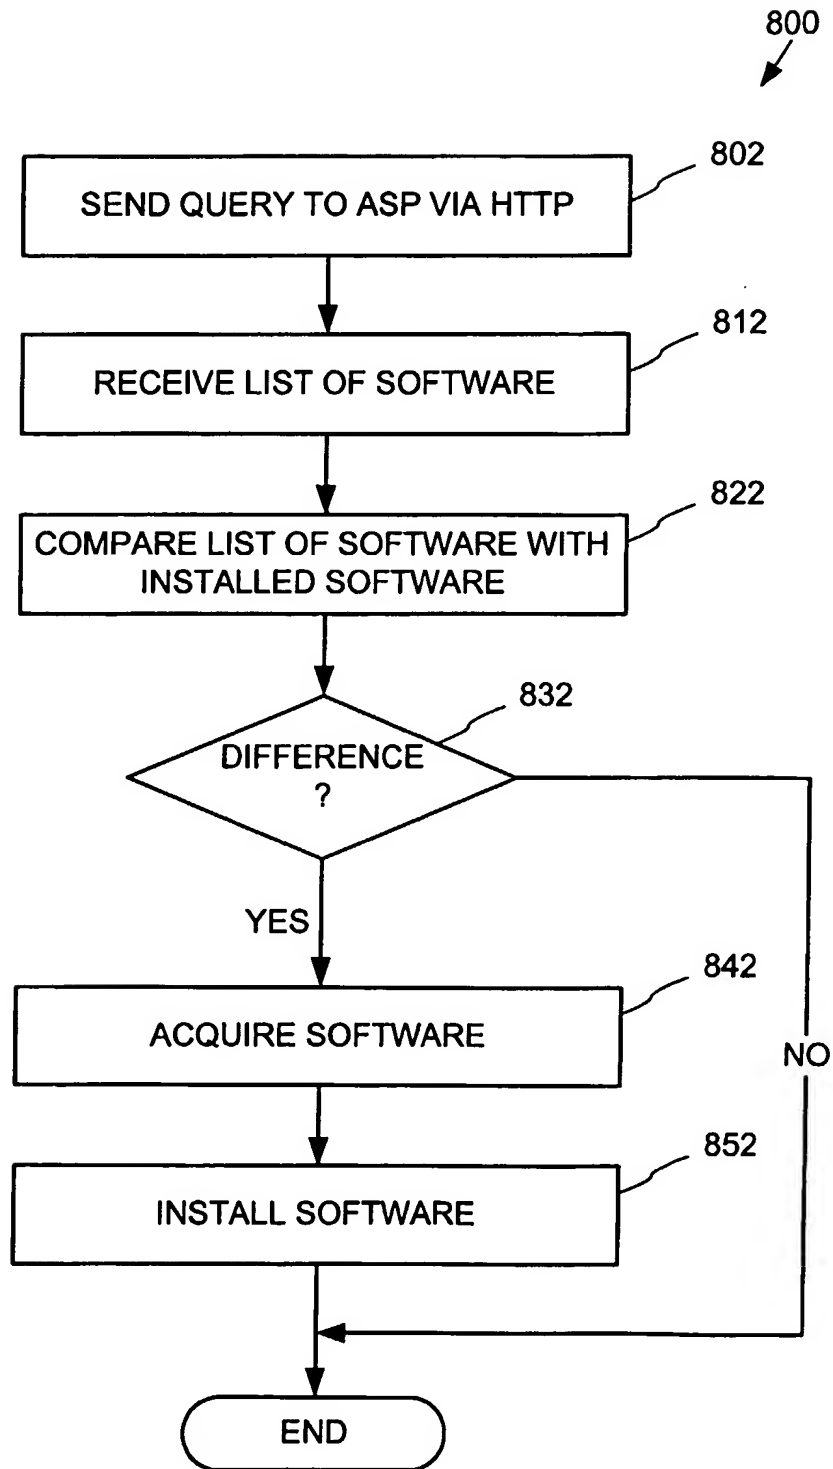 800
802
SEND QUERY TO ASP VIA HTTP
812
RECEIVE LIST OF SOFTWARE
822
COMPARE LIST OF SOFTWARE WITH
INSTALLED SOFTWARE
832
DIFFERENCE
?
YES
842
ACQUIRE SOFTWARE
NO
852
INSTALL SOFTWARE
END